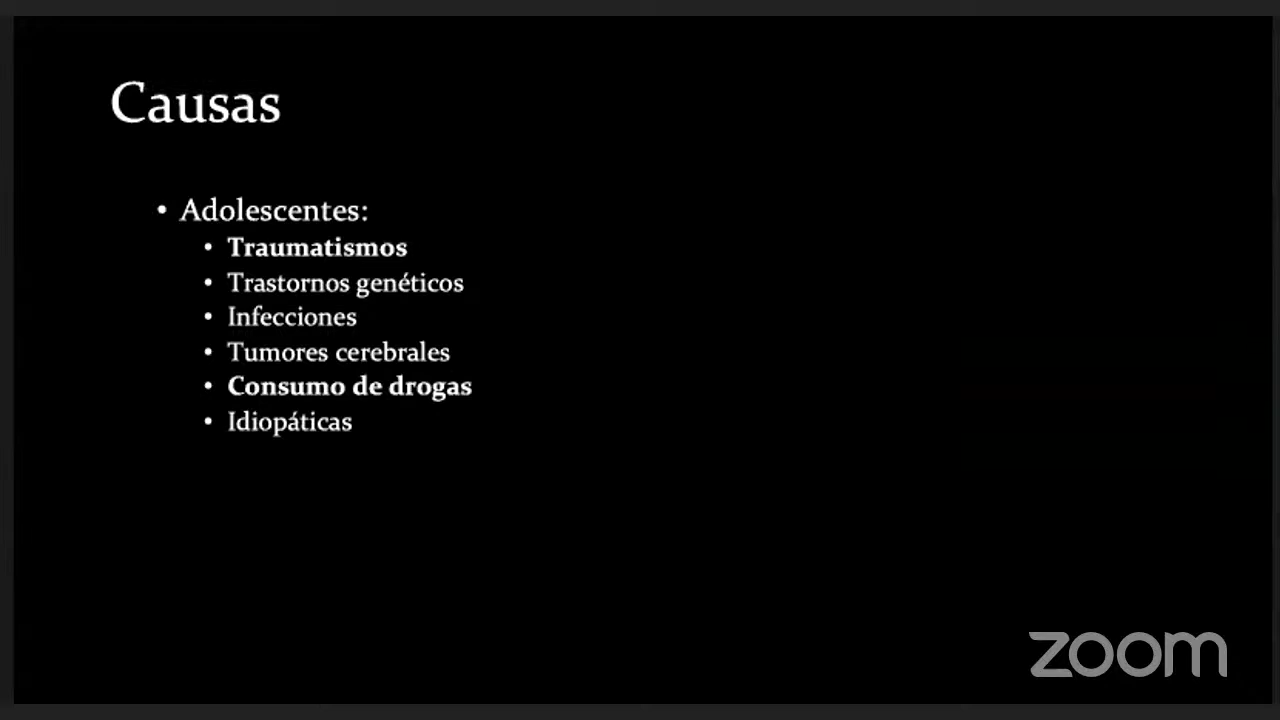 Causas
• Adolescentes:
• Traumatismos
• Trastornos genéticos
• Infecciones
• Tumores cerebrales
• Consumo de drogas
• Idiopáticas
zoom